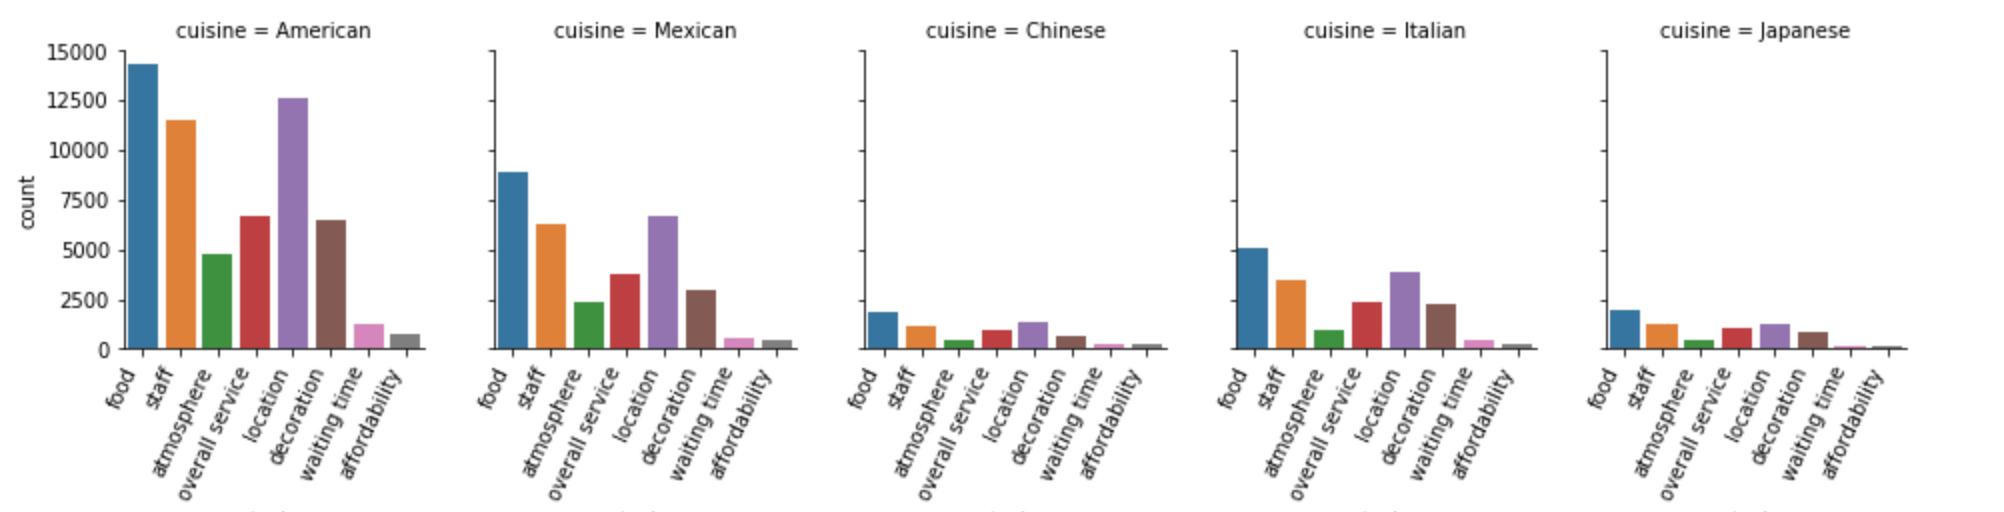 cuisine = American
cuisine = Mexican
cuisine = Chinese
cuisine = Italian
cuisine = Japanese
15000
12500
10000
7500
5000
2500
0
count
food
staff
atmosphere
overall service
location
decoration
waiting time
affordability
food
staff
atmosphere
overall service
location
decoration
waiting time
affordability
food
staff
atmosphere
overall service
location
decoration
waiting time
affordability
food
staff
atmosphere
overall service
location
decoration
waiting time
affordability
food
staff
atmosphere
overall service
location
decoration
waiting time
affordability